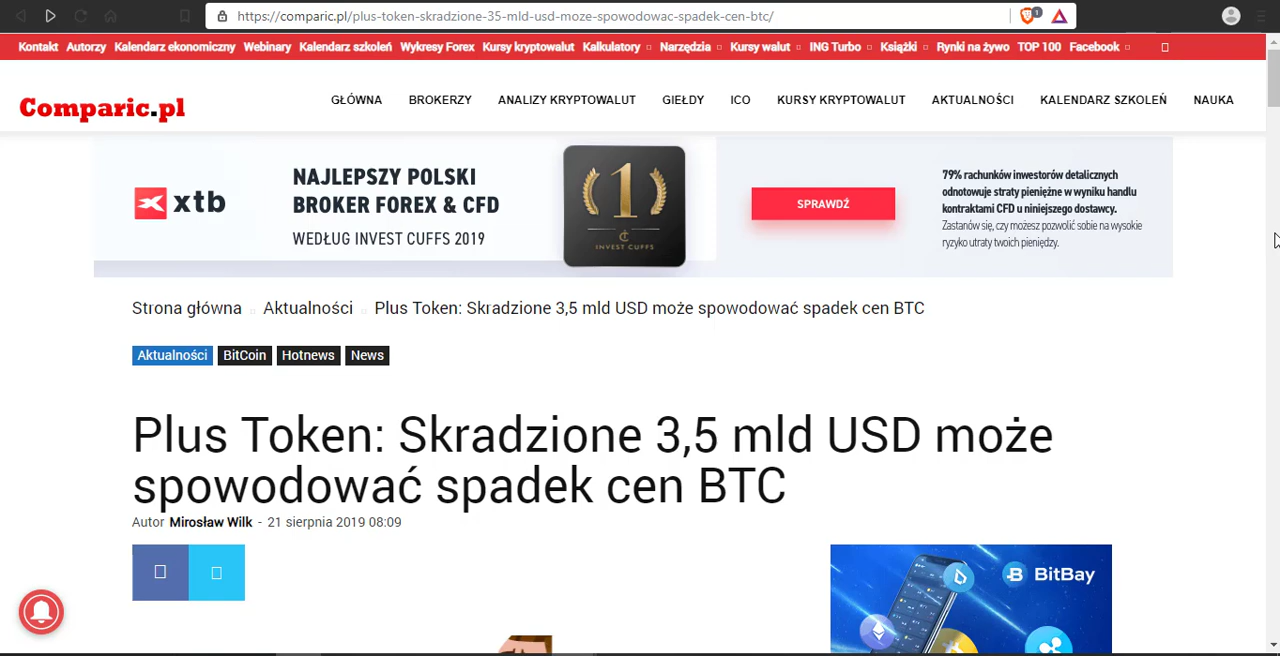 https://comparic.pl/plus-token-skradzione-35-mld-usd-moze-spowodowac-spadek-cen-btc/
1
Kontakt Autorzy Kalendarz ekonomiczny Webinary Kalendarz szkoleń Wykresy Forex Kursy kryptowalut Kalkulatory Narzędzia Kursy walut ING Turbo Książki Rynki na żywo TOP 100 Facebook
Comparic.pl
GŁÓWNA BROKERZY ANALIZY KRYPTOWALUT GIEŁDY ICO KURSY KRYPTOWALUT AKTUALNOŚCI KALENDARZ SZKOLEŃ NAUKA
xtb
NAJLEPSZY POLSKI
BROKER FOREX & CFD
WEDŁUG INVEST CUFFS 2019
1
INVEST CUFFS
SPRAWDŹ
79% rachunków inwestorów detalicznych
odnotowuje straty pieniężne w wyniku handlu
kontraktami CFD u niniejszego dostawcy.
Zastanów się, czy możesz pozwolić sobie na wysokie
ryzyko utraty twoich pieniędzy.
Strona główna Aktualności Plus Token: Skradzione 3,5 mld USD może spowodować spadek cen BTC
Aktualności BitCoin Hotnews News
Plus Token: Skradzione 3,5 mld USD może
spowodować spadek cen BTC
Autor Mirosław Wilk - 21 sierpnia 2019 08:09
BitBay